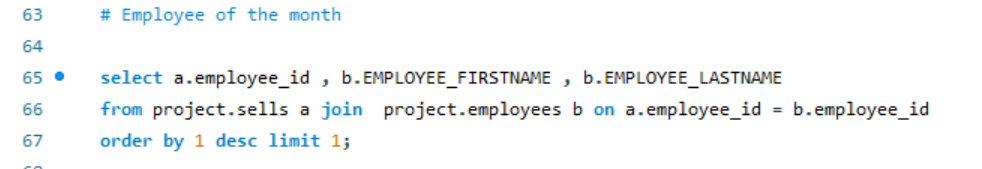 63 # Employee of the month
64
65 select a.employee_id , b.EMPLOYEE_FIRSTNAME , b.EMPLOYEE_LASTNAME
66 from project.sells a join project.employees b on a.employee_id = b.employee_id
67 order by 1 desc limit 1;